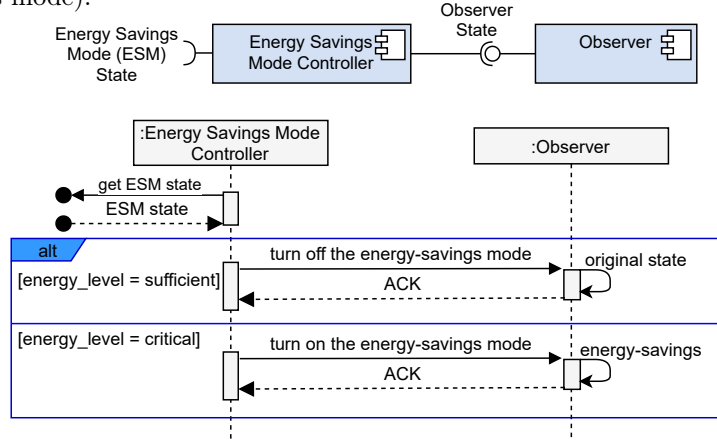 s mode).
Energy Savings
Mode (ESM)
State
Energy Savings
Mode Controller
Observer
State
Observer
:Energy Savings Mode
Controller
:Observer
get ESM state
ESM state
alt
[energy_level = sufficient]
turn off the energy-savings mode
original state
ACK
[energy_level = critical]
turn on the energy-savings mode
energy-savings
ACK